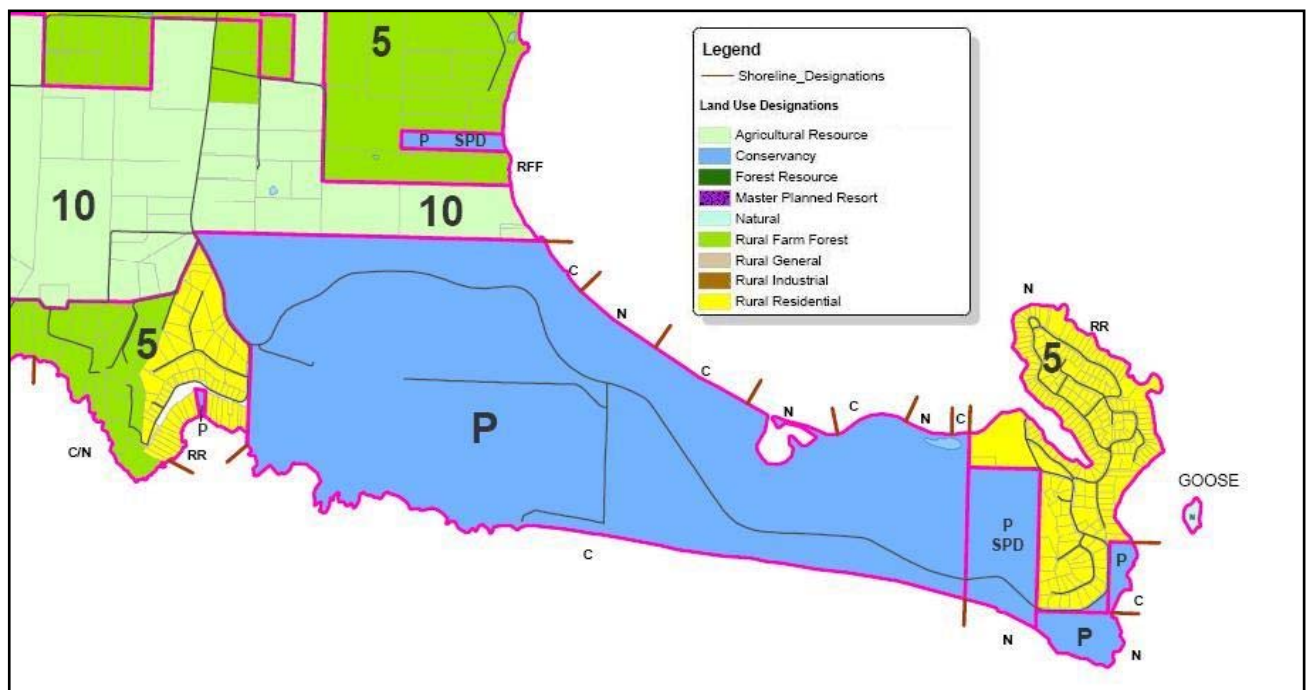 5
Legend
Shoreline_Designations
Land Use Designations
Agricultural Resource
Conservancy
Forest Resource
Master Planned Resort
Natural
Rural Farm Forest
Rural General
Rural Industrial
Rural Residential
P SPD
RFF
10
10
C
N
C
N
C
N
C
N
RR
5
5
P
RR
C/N
P
C
GOOSE
N
P
SPD
P
C
N
P
N